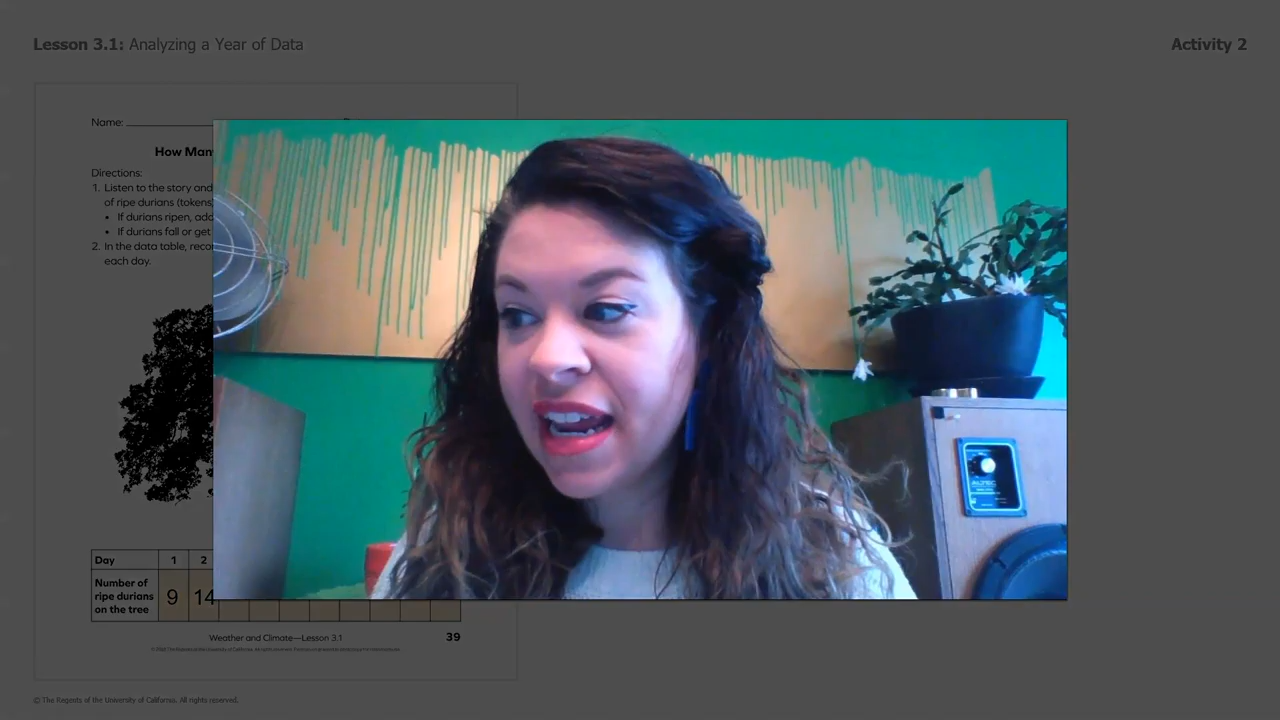 Lesson 3.1: Analyzing a Year of Data
Activity 2
Name:
How Man
Directions:
1. Listen to the story and
of ripe durians (tokens
• If durians ripen, add
• If durians fall or get
2. In the data table, reco
each day.
Day 1 2
Number of ripe durians on the tree 9 14
Weather and Climate—Lesson 3.1
39
ALTEC
© The Regents of the University of California. All rights reserved.